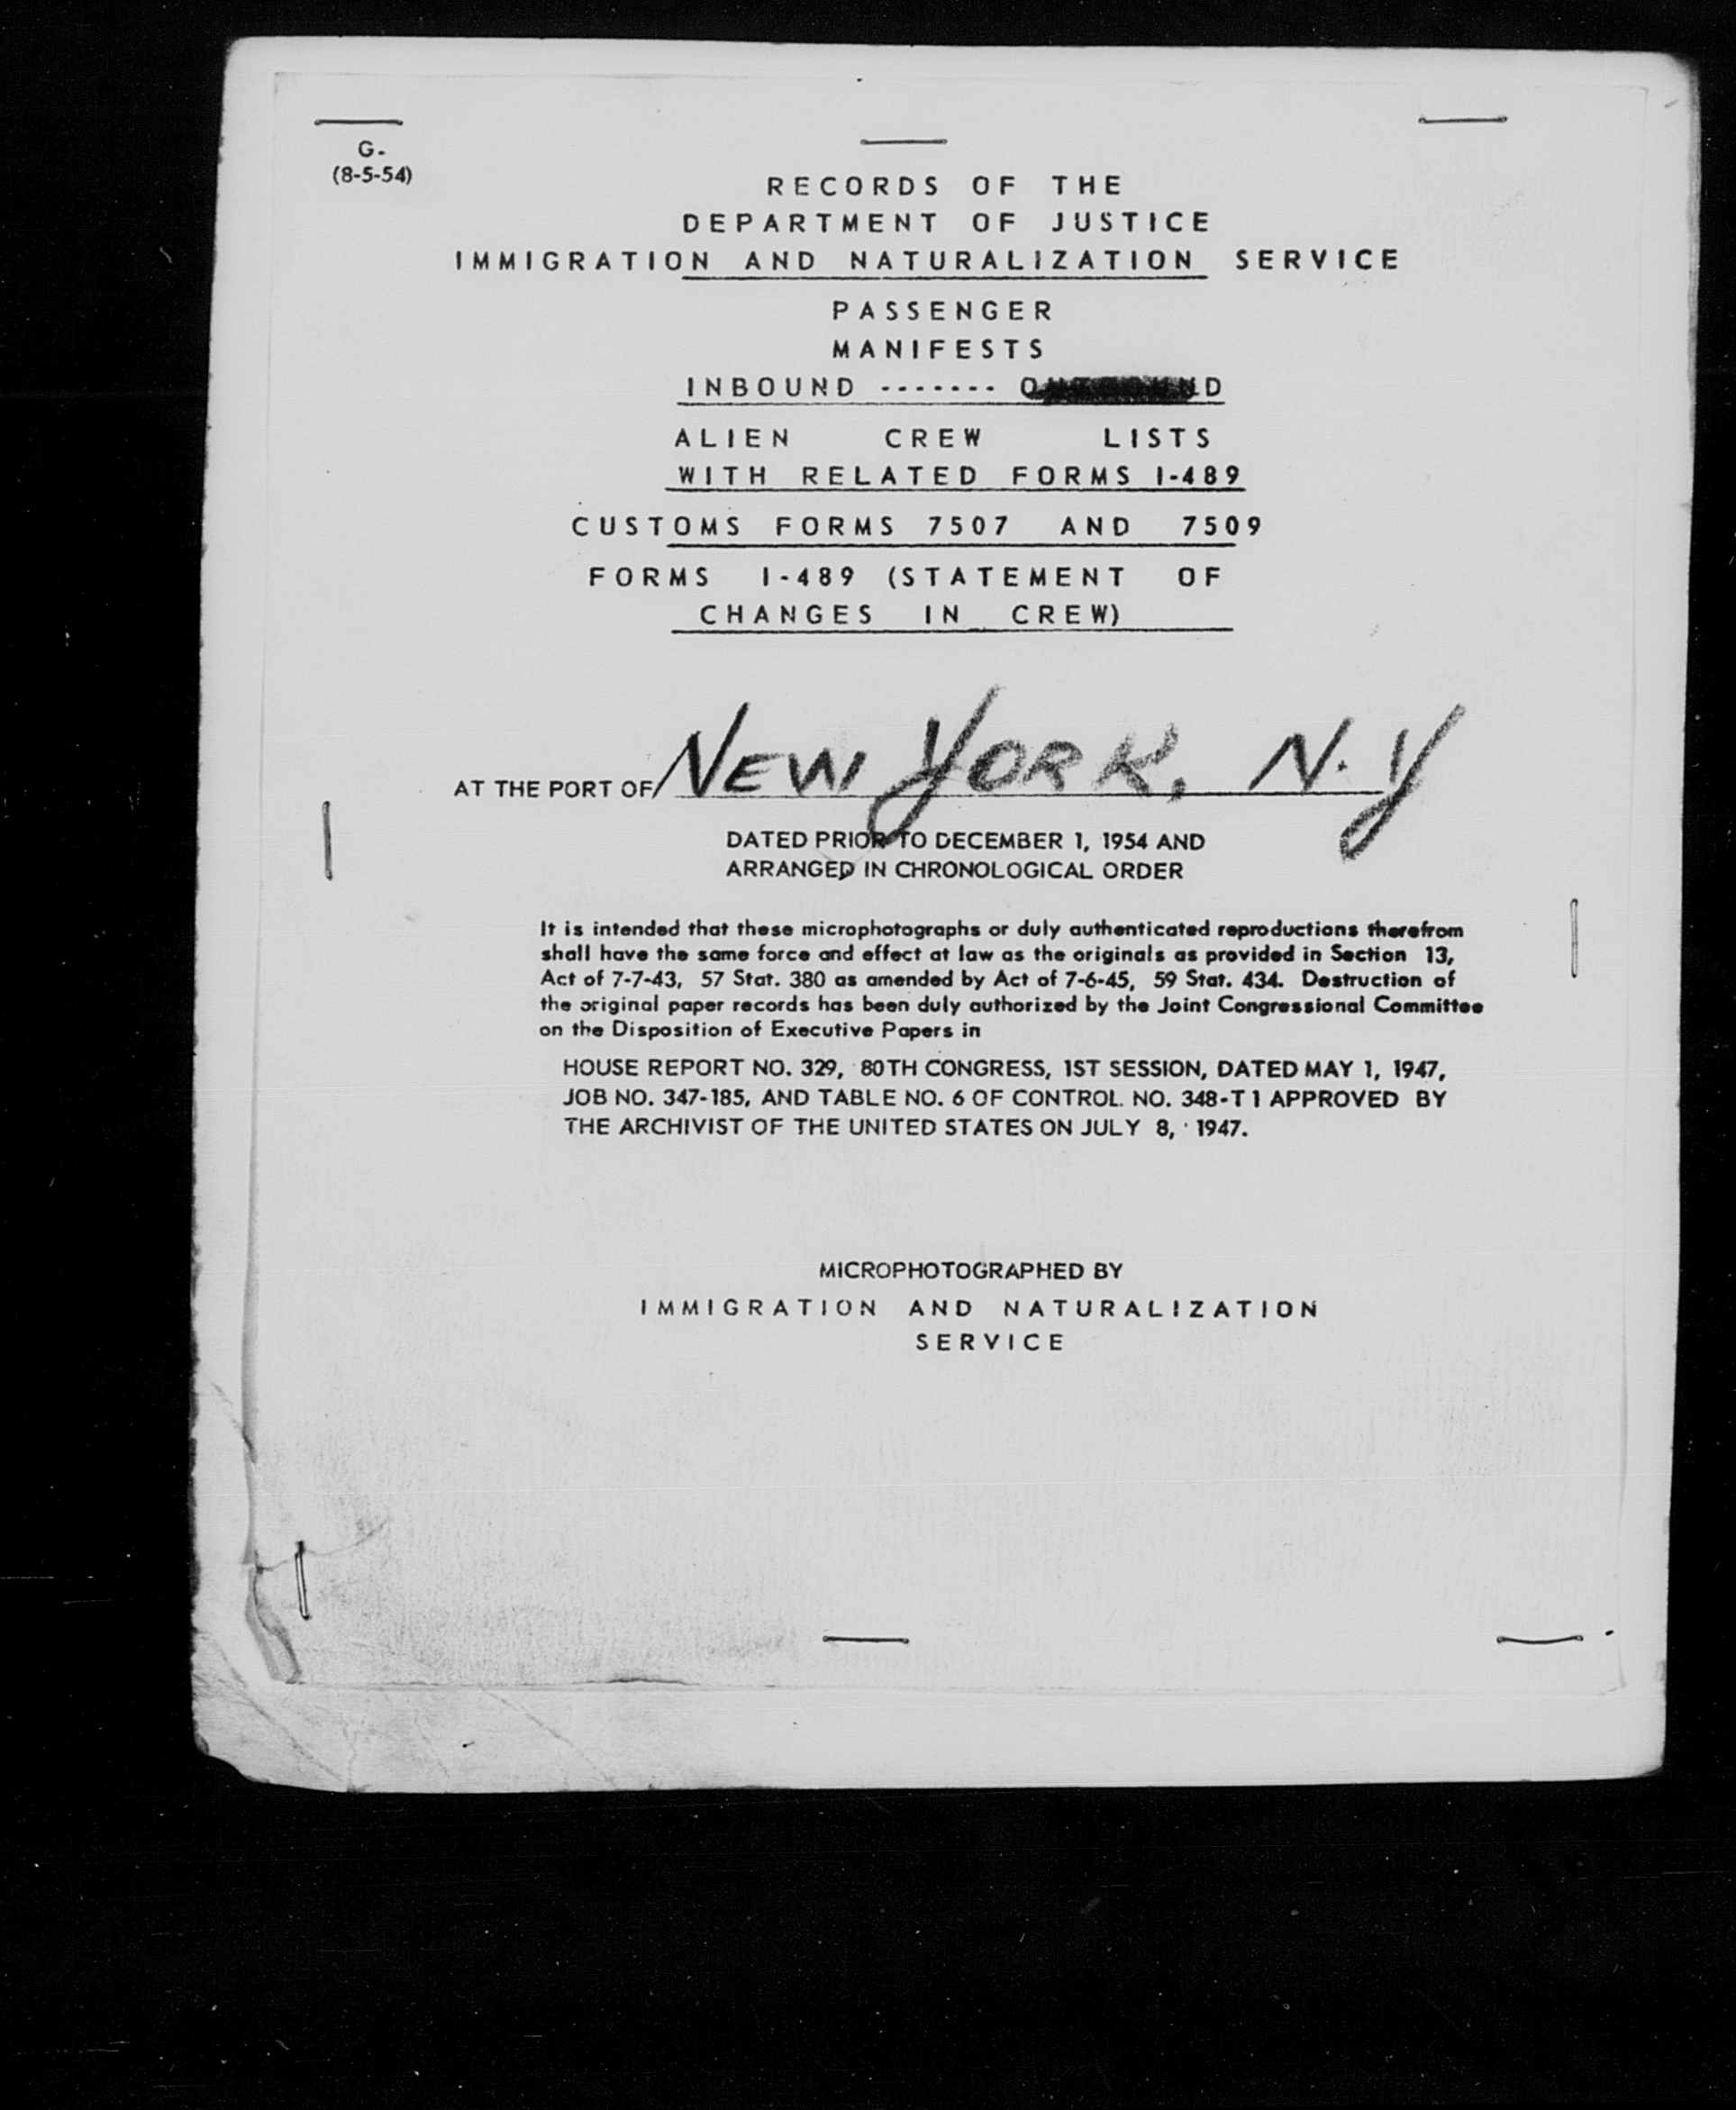 G-
(8-5-54)
RECORDS OF THE
DEPARTMENT OF JUSTICE
IMMIGRATION AND NATURALIZATION SERVICE
PASSENGER
MANIFESTS
INBOUND ------- OUTBOUND
ALIEN CREW LISTS
WITH RELATED FORMS I-489
CUSTOMS FORMS 7507 AND 7509
FORMS I-489 (STATEMENT OF
CHANGES IN CREW)
AT THE PORT OF NEW YORK, N.Y
DATED PRIOR TO DECEMBER 1, 1954 AND
ARRANGED IN CHRONOLOGICAL ORDER
It is intended that these microphotographs or duly authenticated reproductions therefrom
shall have the same force and effect at law as the originals as provided in Section 13,
Act of 7-7-43, 57 Stat. 380 as amended by Act of 7-6-45, 59 Stat. 434. Destruction of
the original paper records has been duly authorized by the Joint Congressional Committee
on the Disposition of Executive Papers in
HOUSE REPORT NO. 329, 80TH CONGRESS, 1ST SESSION, DATED MAY 1, 1947,
JOB NO. 347-185, AND TABLE NO. 6 OF CONTROL NO. 348-T1 APPROVED BY
THE ARCHIVIST OF THE UNITED STATES ON JULY 8, 1947.
MICROPHOTOGRAPHED BY
IMMIGRATION AND NATURALIZATION
SERVICE